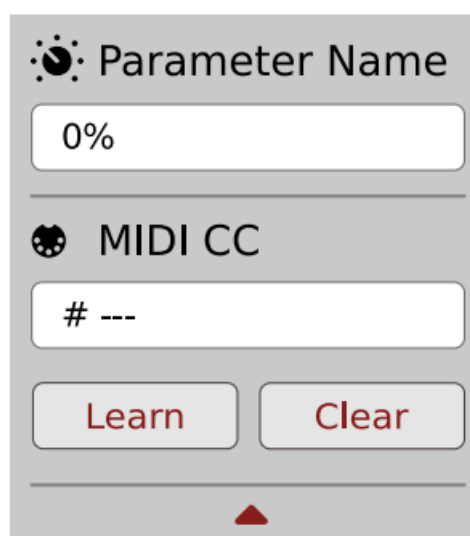 Parameter Name
0%
MIDI CC
# ---
Learn
Clear